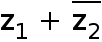 z₁ + z̅₂